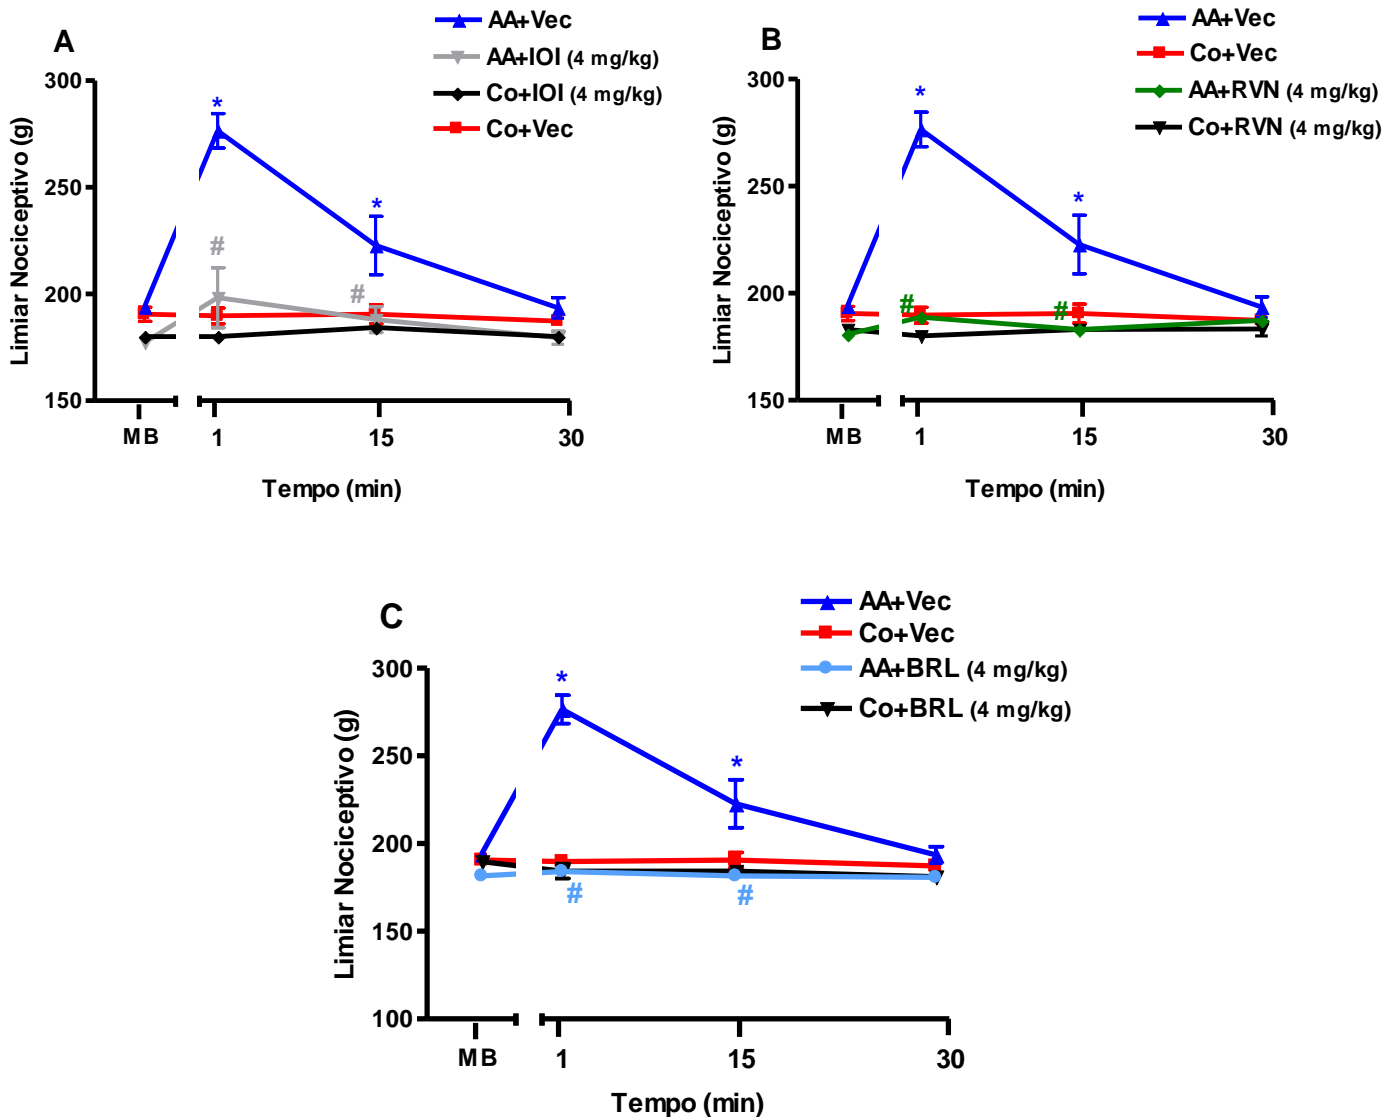 A
AA+Vec
AA+IOI (4 mg/kg)
Co+IOI (4 mg/kg)
Co+Vec
*
*
#
#
Limiar Nociceptivo (g)
300
250
200
150
MB 1 15 30
Tempo (min)
B
AA+Vec
Co+Vec
AA+RVN (4 mg/kg)
Co+RVN (4 mg/kg)
*
*
#
#
Limiar Nociceptivo (g)
300
250
200
150
MB 1 15 30
Tempo (min)
C
AA+Vec
Co+Vec
AA+BRL (4 mg/kg)
Co+BRL (4 mg/kg)
*
*
#
#
Limiar Nociceptivo (g)
300
250
200
150
100
MB 1 15 30
Tempo (min)